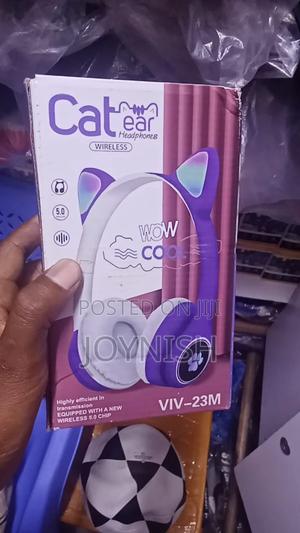 Cat ear
Headphones
WIRELESS
5.0
WOW
COOL
POSTED ON JIJI
JOYNISH
Highly efficient in
transmission
EQUIPPED WITH A NEW
WIRELESS 5.0 CHIP
VIV-23M